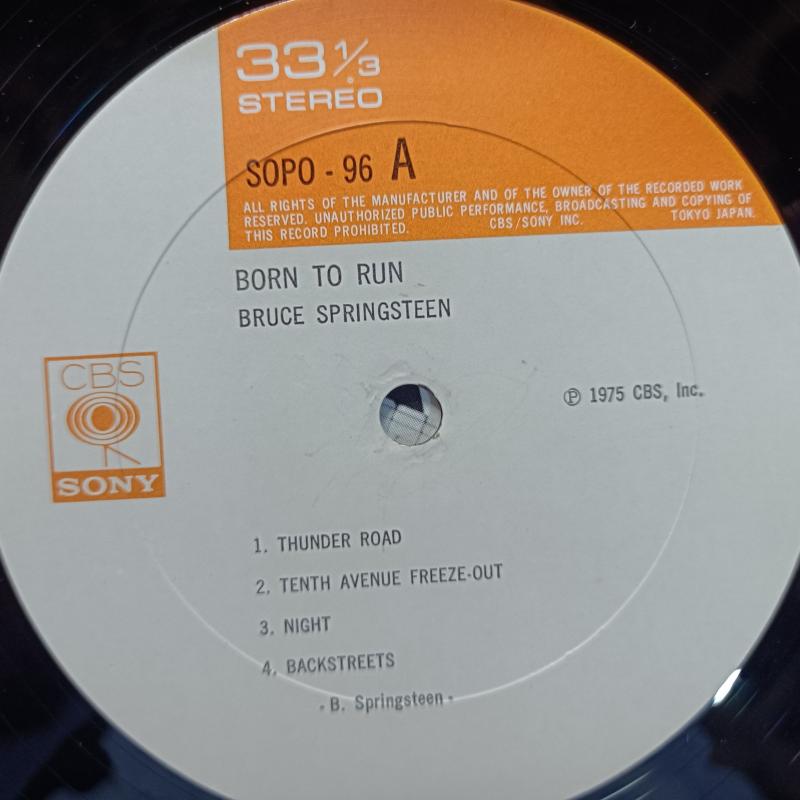 33 1/3
STEREO
SOPO - 96 A
ALL RIGHTS OF THE MANUFACTURER AND OF THE OWNER OF THE RECORDED WORK
RESERVED. UNAUTHORIZED PUBLIC PERFORMANCE, BROADCASTING AND COPYING OF
THIS RECORD PROHIBITED. CBS/SONY INC. TOKYO JAPAN.
BORN TO RUN
BRUCE SPRINGSTEEN
CBS
SONY
℗ 1975 CBS, Inc.
1. THUNDER ROAD
2. TENTH AVENUE FREEZE-OUT
3. NIGHT
4. BACKSTREETS
- B. Springsteen -